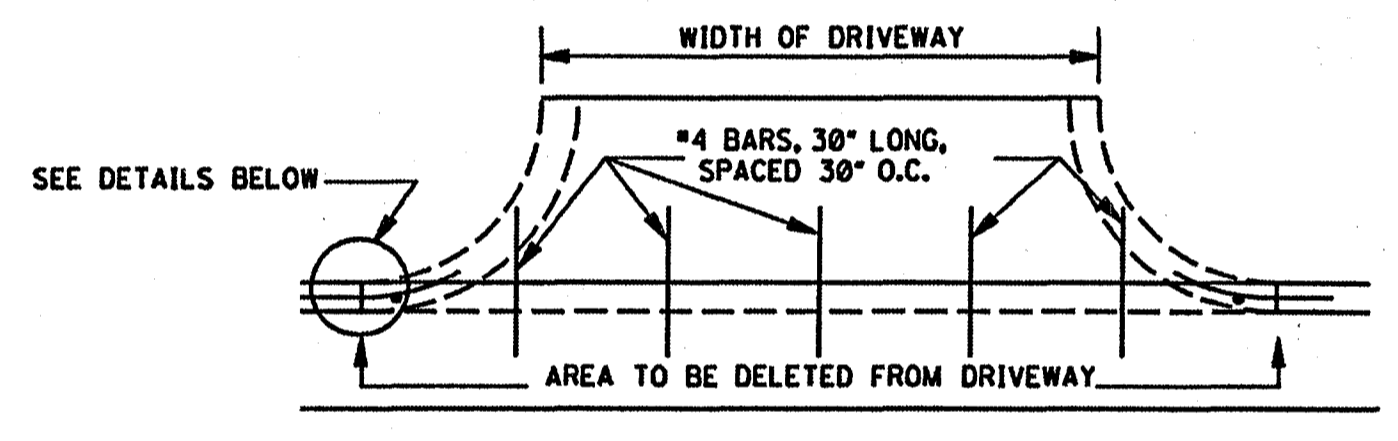 WIDTH OF DRIVEWAY
#4 BARS, 30" LONG,
SPACED 30" O.C.
SEE DETAILS BELOW
AREA TO BE DELETED FROM DRIVEWAY